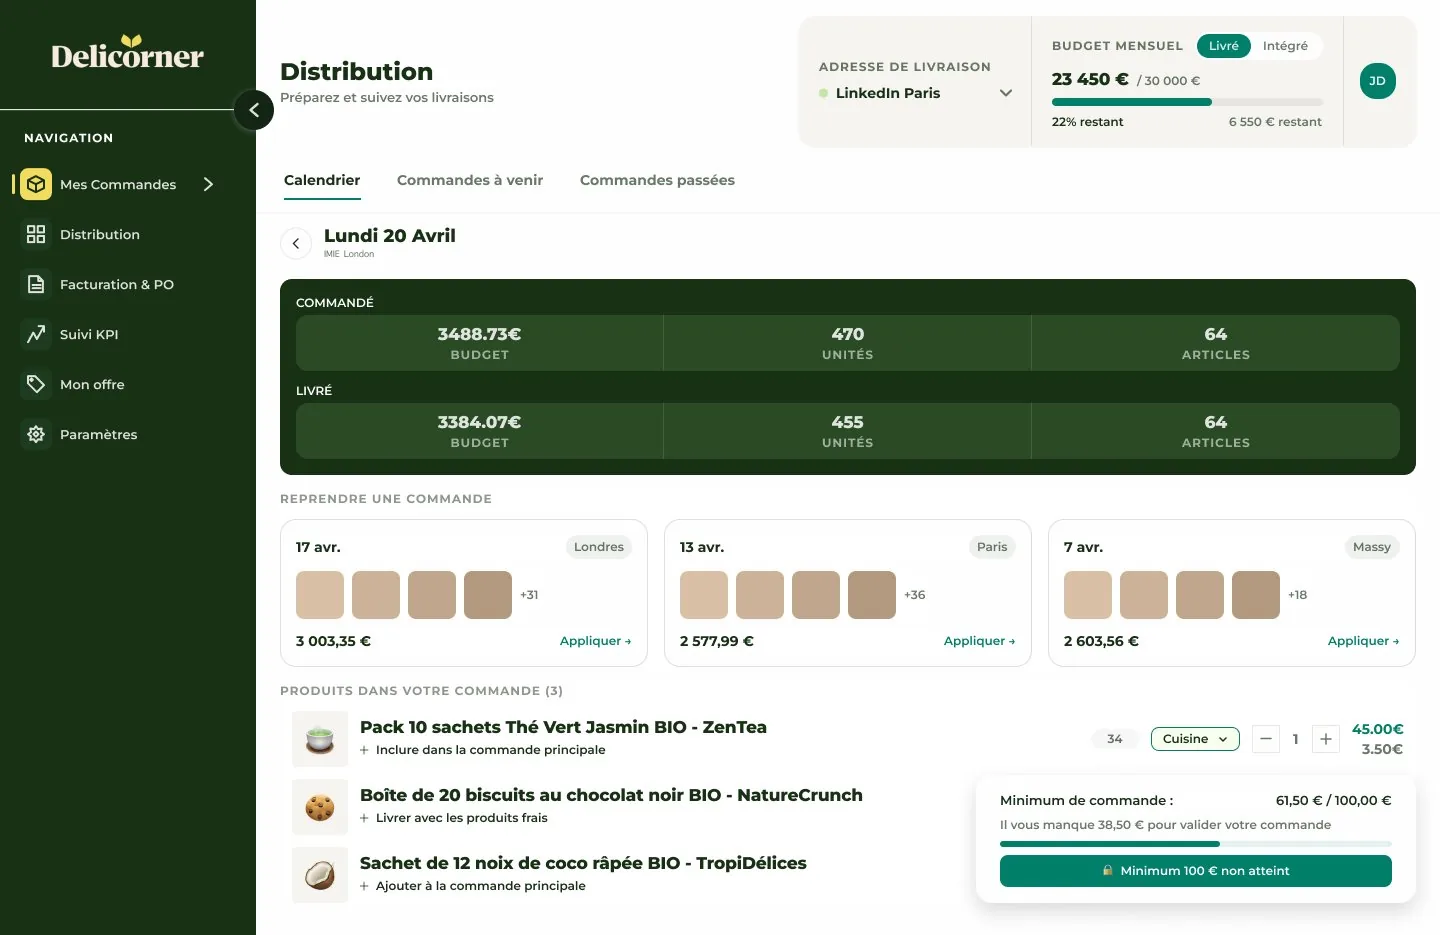 Delicorner
NAVIGATION
Mes Commandes
Distribution
Facturation & PO
Suivi KPI
Mon offre
Paramètres
Distribution
Préparez et suivez vos livraisons
ADRESSE DE LIVRAISON
LinkedIn Paris
BUDGET MENSUEL
Livré
Intégré
23 450 € / 30 000 €
22% restant
6 550 € restant
JD
Calendrier
Commandes à venir
Commandes passées
Lundi 20 Avril
IMIE London
COMMANDÉ
3488.73€
BUDGET
470
UNITÉS
64
ARTICLES
LIVRÉ
3384.07€
BUDGET
455
UNITÉS
64
ARTICLES
REPRENDRE UNE COMMANDE
17 avr.
Londres
+31
3 003,35 €
Appliquer →
13 avr.
Paris
+36
2 577,99 €
Appliquer →
7 avr.
Massy
+18
2 603,56 €
Appliquer →
PRODUITS DANS VOTRE COMMANDE (3)
Pack 10 sachets Thé Vert Jasmin BIO - ZenTea
+ Inclure dans la commande principale
34
Cuisine
− 1 +
45.00€
3.50€
Boîte de 20 biscuits au chocolat noir BIO - NatureCrunch
+ Livrer avec les produits frais
Sachet de 12 noix de coco râpée BIO - TropiDélices
+ Ajouter à la commande principale
Minimum de commande :
61,50 € / 100,00 €
Il vous manque 38,50 € pour valider votre commande
Minimum 100 € non atteint